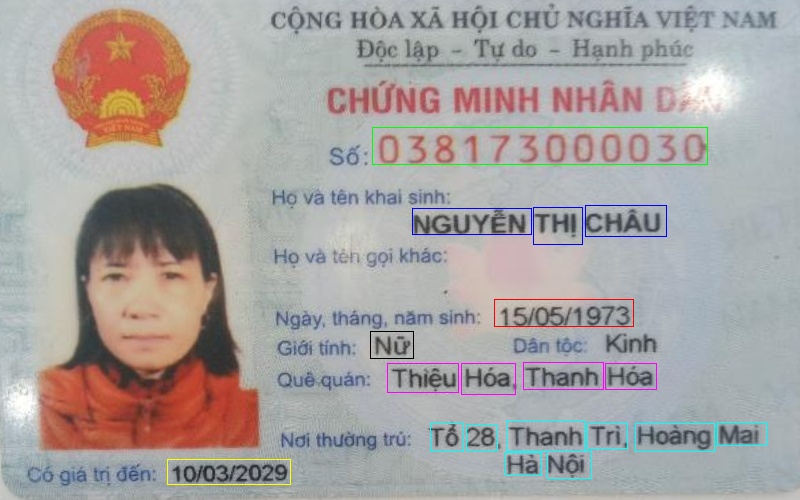 CỘNG HÒA XÃ HỘI CHỦ NGHĨA VIỆT NAM
Độc lập - Tự do - Hạnh phúc
CHỨNG MINH NHÂN DÂN
Số: 038173000030
Họ và tên khai sinh:
NGUYỄN THỊ CHÂU
Họ và tên gọi khác:
Ngày, tháng, năm sinh: 15/05/1973
Giới tính: Nữ Dân tộc: Kinh
Quê quán: Thiệu Hóa, Thanh Hóa
Nơi thường trú: Tổ 28, Thanh Trì, Hoàng Mai
Hà Nội
Có giá trị đến: 10/03/2029
VIỆT NAM